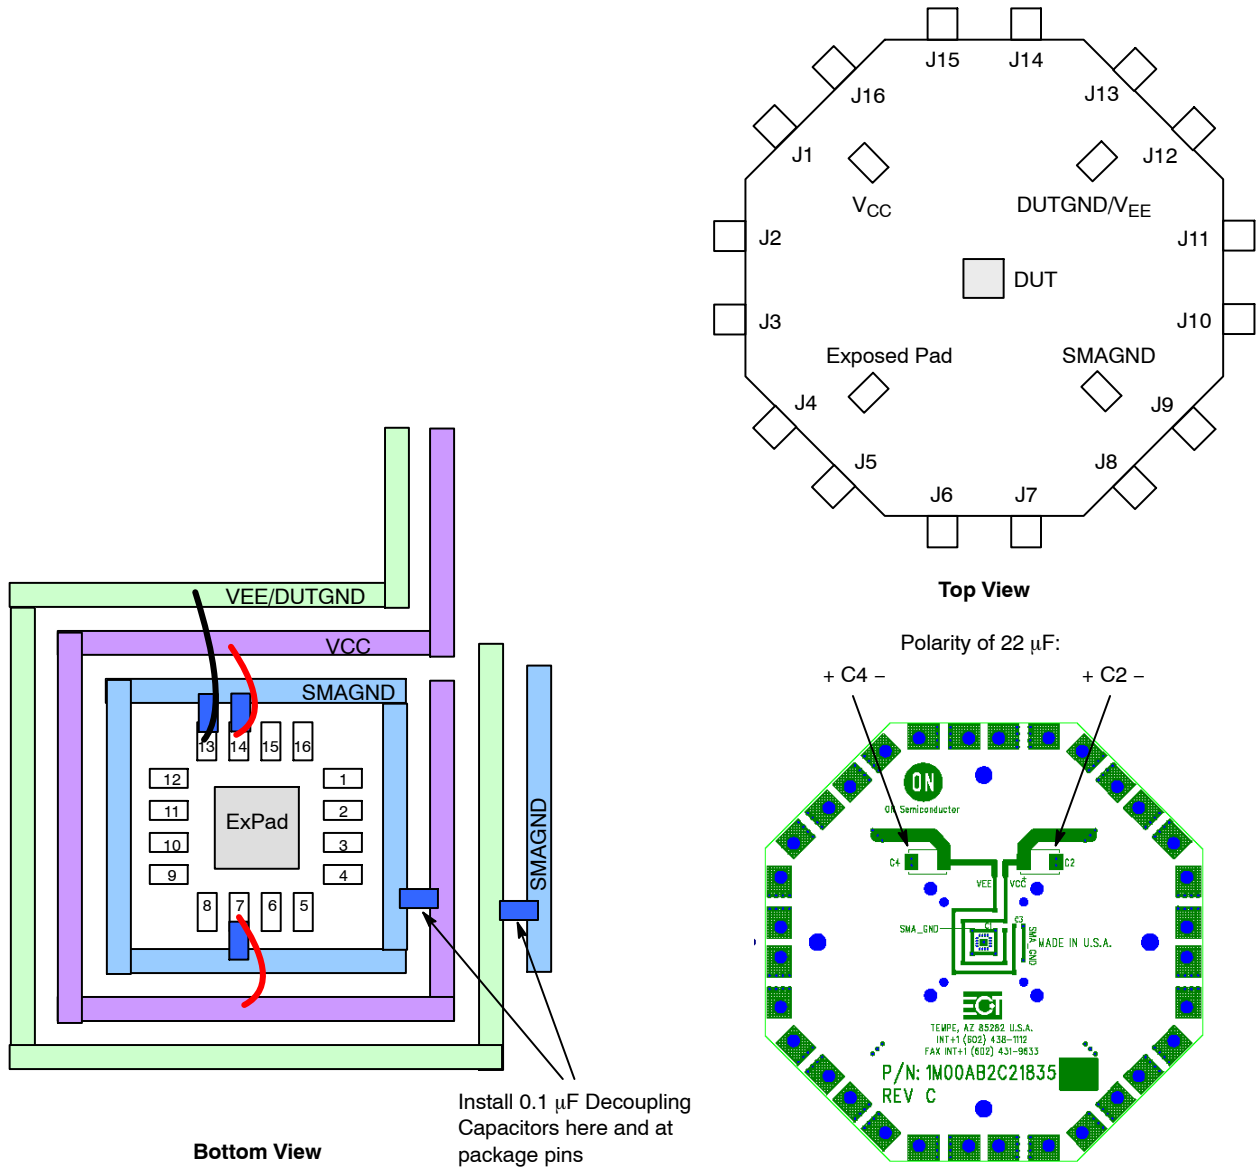 J15
J14
J16
J13
J1
J12
VCC
DUTGND/VEE
J2
J11
DUT
J3
J10
Exposed Pad
SMAGND
J4
J9
J5
J8
J6
J7
Top View
VEE/DUTGND
VCC
SMAGND
13
14
15
16
12
1
11
2
ExPad
10
3
9
4
8
7
6
5
SMAGND
Install 0.1 μF Decoupling
Capacitors here and at
package pins
Bottom View
Polarity of 22 μF:
+ C4 −
+ C2 −
ON
ON Semiconductor
C4
C2
VEE
VCC
+
C3
SMA_GND
C1
SMA_GND
MADE IN U.S.A.
TEMPE, AZ 85282 U.S.A.
INT+1 (602) 438-1112
FAX INT+1 (602) 431-9633
P/N: 1M00AB2C21835
REV C